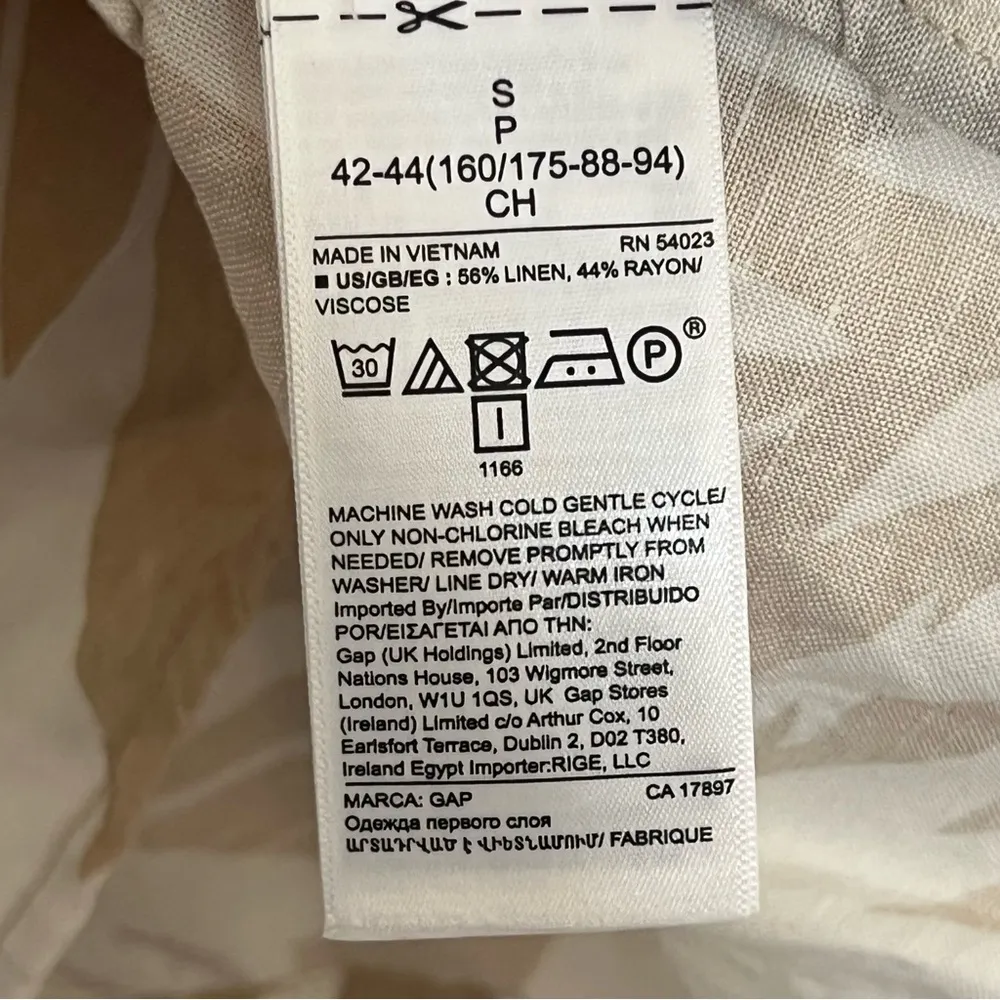 S
P
42-44(160/175-88-94)
CH
MADE IN VIETNAM RN 54023
■ US/GB/EG : 56% LINEN, 44% RAYON/
VISCOSE
30 P ®
1166
MACHINE WASH COLD GENTLE CYCLE/
ONLY NON-CHLORINE BLEACH WHEN
NEEDED/ REMOVE PROMPTLY FROM
WASHER/ LINE DRY/ WARM IRON
Imported By/Importe Par/DISTRIBUIDO
POR/ΕΙΣΑΓΕΤΑΙ ΑΠΟ ΤΗΝ:
Gap (UK Holdings) Limited, 2nd Floor
Nations House, 103 Wigmore Street,
London, W1U 1QS, UK Gap Stores
(Ireland) Limited c/o Arthur Cox, 10
Earlsfort Terrace, Dublin 2, D02 T380,
Ireland Egypt Importer:RIGE, LLC
MARCA: GAP CA 17897
Одежда первого слоя
ԱՐՏԱԴՐՎԱԾ Է ՎԻԵՏՆԱՄՈՒՄ/ FABRIQUE